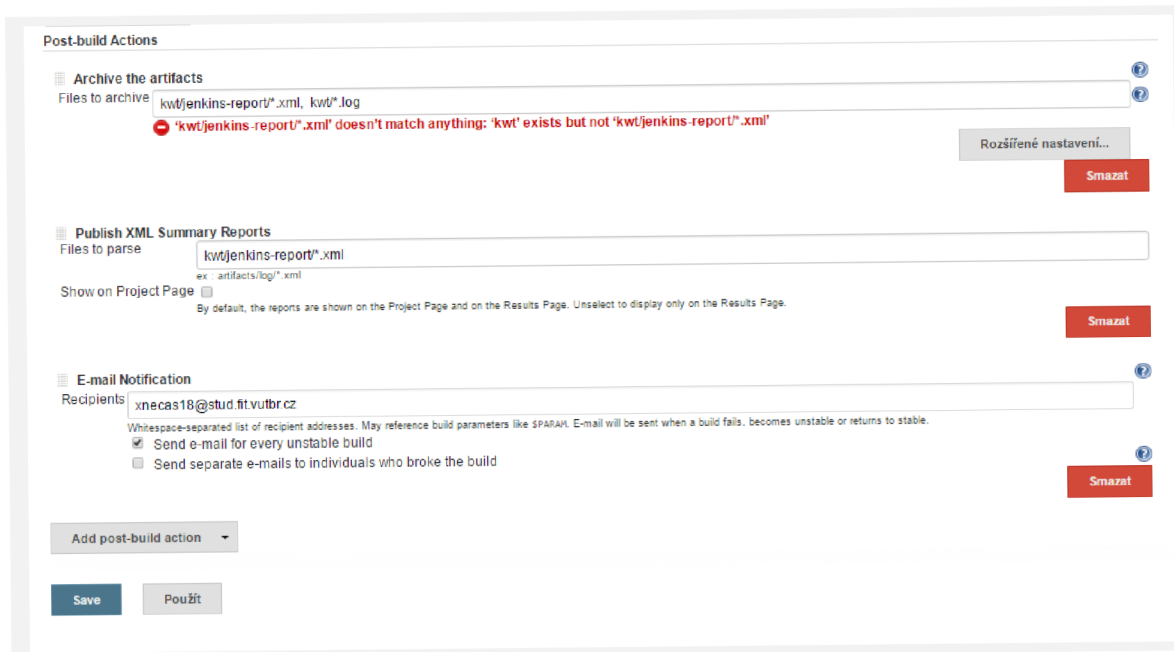 Post-build Actions
Archive the artifacts
Files to archive kwt/jenkins-report/*.xml, kwt/*.log
'kwt/jenkins-report/*.xml' doesn't match anything: 'kwt' exists but not 'kwt/jenkins-report/*.xml'
Rozšířené nastavení...
Smazat
Publish XML Summary Reports
Files to parse kwt/jenkins-report/*.xml
ex : artifacts/log/*.xml
Show on Project Page
By default, the reports are shown on the Project Page and on the Results Page. Unselect to display only on the Results Page.
Smazat
E-mail Notification
Recipients xnecas18@stud.fit.vutbr.cz
Whitespace-separated list of recipient addresses. May reference build parameters like $PARAM. E-mail will be sent when a build fails, becomes unstable or returns to stable.
Send e-mail for every unstable build
Send separate e-mails to individuals who broke the build
Smazat
Add post-build action
Save Použít